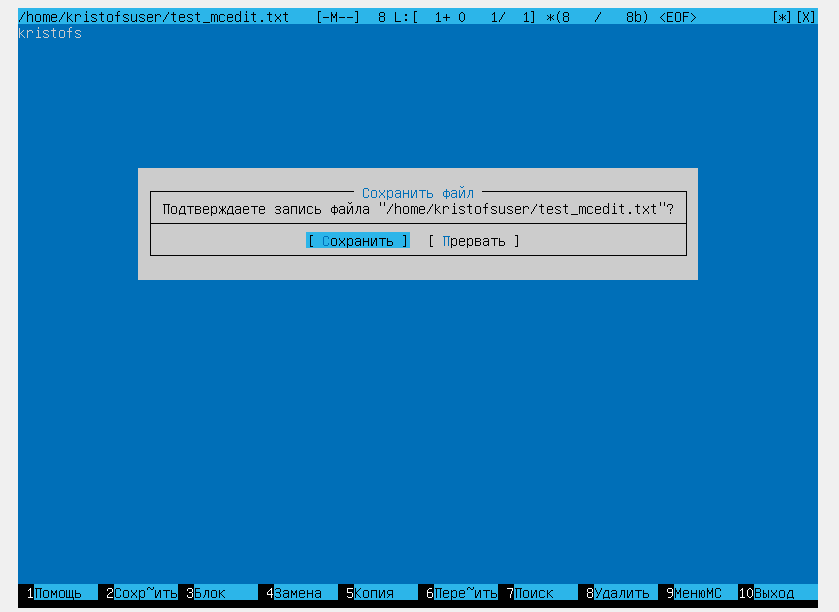 /home/kristofsuser/test_mcedit.txt   [-M--]  8 L:[  1+ 0   1/  1] *(8   /   8b) <EOF>   [*][X]
kristofs
Сохранить файл
Подтверждаете запись файла "/home/kristofsuser/test_mcedit.txt"?
[ Сохранить ]  [ Прервать ]
1Помощь 2Сохр~ить 3Блок 4Замена 5Копия 6Пере~ить 7Поиск 8Удалить 9МенюMC 10Выход